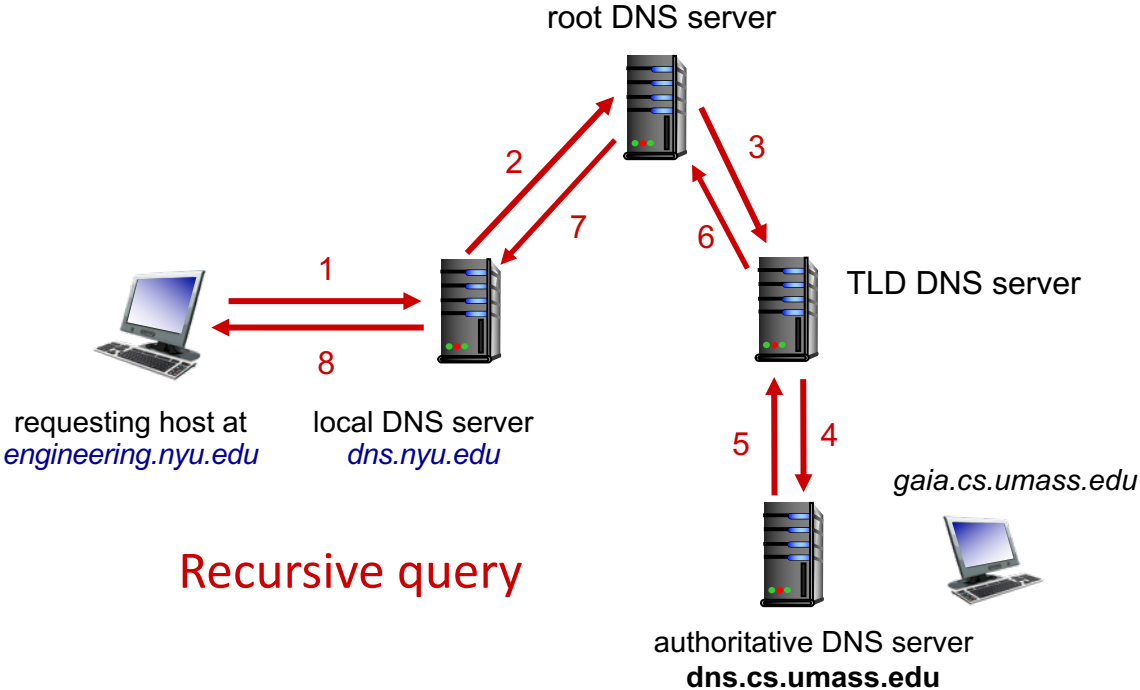 root DNS server
2
3
7
6
1
TLD DNS server
8
requesting host at
engineering.nyu.edu
local DNS server
dns.nyu.edu
5
4
gaia.cs.umass.edu
Recursive query
authoritative DNS server
dns.cs.umass.edu